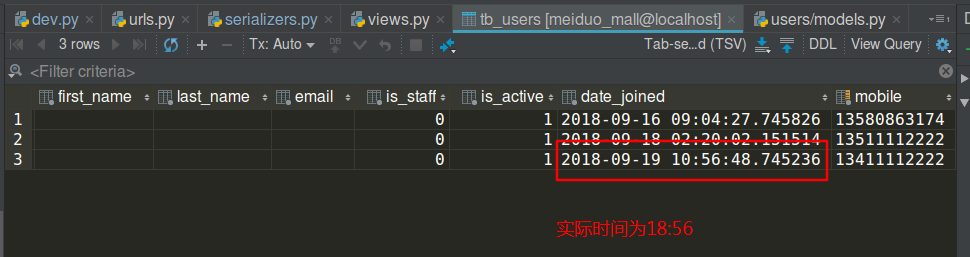 dev.py urls.py serializers.py views.py tb_users [meiduo_mall@localhost] users/models.py
3 rows Tx: Auto DB Tab-se...d (TSV) DDL View Query
<Filter criteria>
first_name last_name email is_staff is_active date_joined mobile
1 0 1 2018-09-16 09:04:27.745826 13580863174
2 0 1 2018-09-18 02:20:02.151514 13511112222
3 0 1 2018-09-19 10:56:48.745236 13411112222
实际时间为18:56